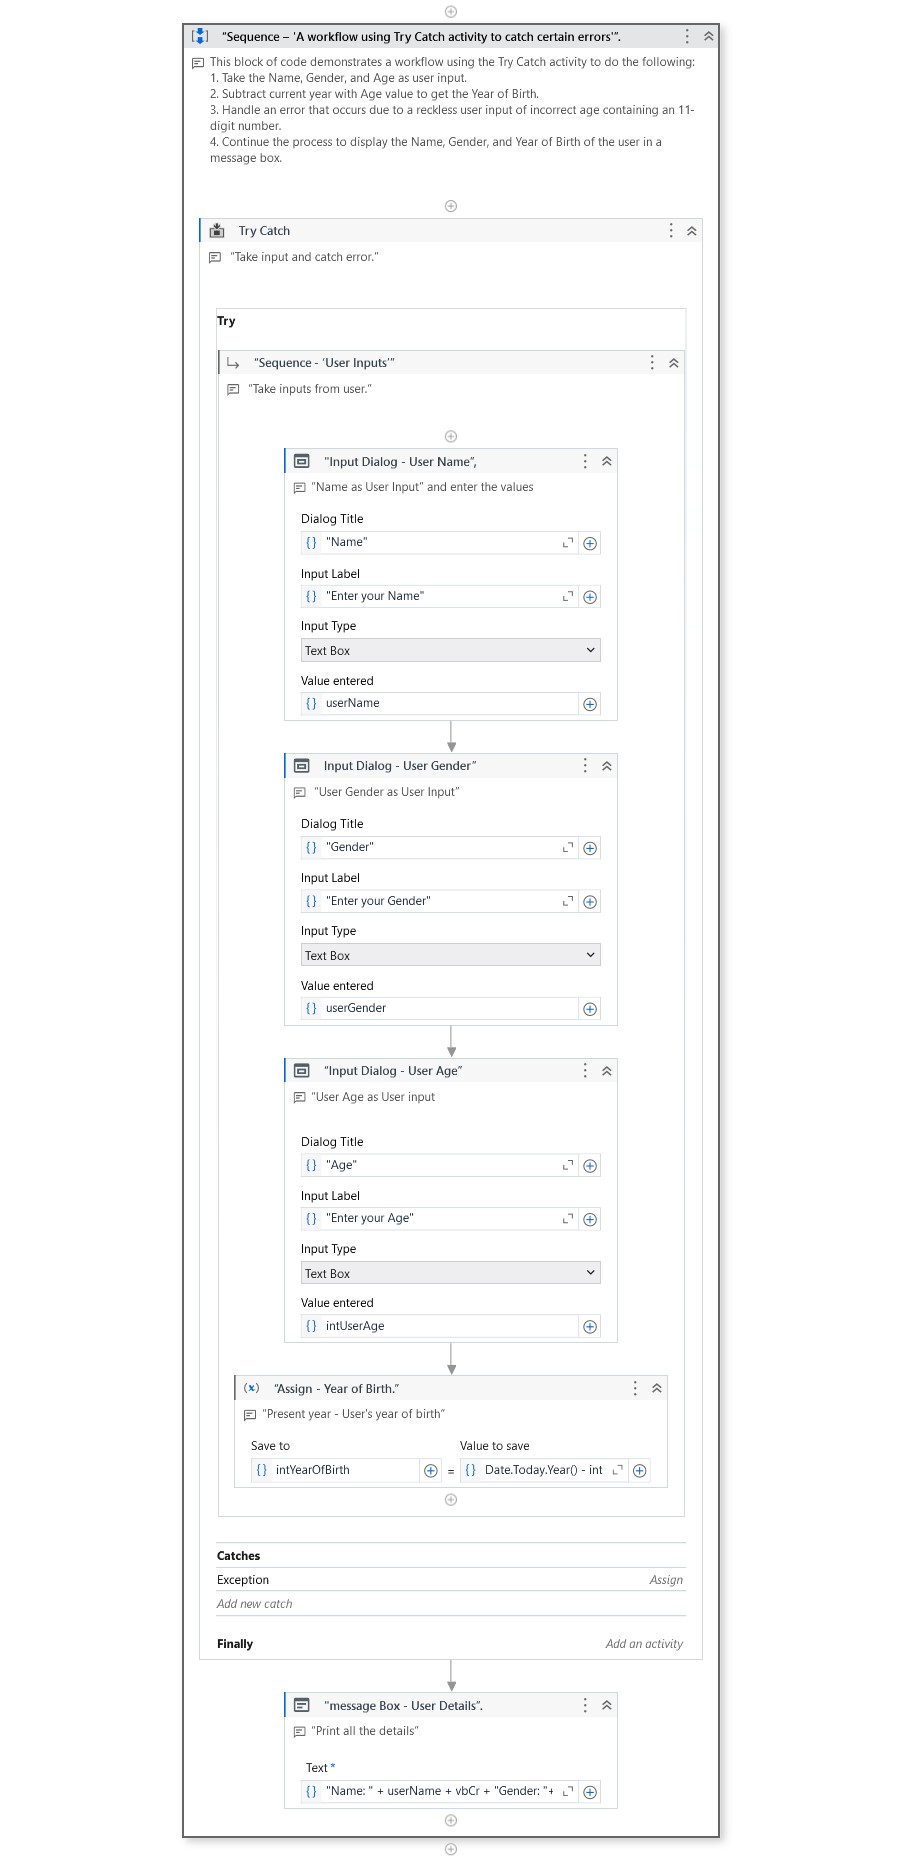 “Sequence – 'A workflow using Try Catch activity to catch certain errors'”.
This block of code demonstrates a workflow using the Try Catch activity to do the following:
1. Take the Name, Gender, and Age as user input.
2. Subtract current year with Age value to get the Year of Birth.
3. Handle an error that occurs due to a reckless user input of incorrect age containing an 11-
digit number.
4. Continue the process to display the Name, Gender, and Year of Birth of the user in a
message box.
Try Catch
“Take input and catch error.”
Try
“Sequence - ‘User Inputs’”
“Take inputs from user.”
"Input Dialog - User Name”,
“Name as User Input” and enter the values
Dialog Title
{} "Name"
Input Label
{} "Enter your Name"
Input Type
Text Box
Value entered
{} userName
Input Dialog - User Gender”
“User Gender as User Input”
Dialog Title
{} "Gender"
Input Label
{} "Enter your Gender"
Input Type
Text Box
Value entered
{} userGender
“Input Dialog - User Age”
“User Age as User input
Dialog Title
{} "Age"
Input Label
{} "Enter your Age"
Input Type
Text Box
Value entered
{} intUserAge
(x) “Assign - Year of Birth.”
“Present year - User's year of birth”
Save to Value to save
{} intYearOfBirth = {} Date.Today.Year() - int
Catches
Exception Assign
Add new catch
Finally Add an activity
"message Box - User Details”.
“Print all the details”
Text *
{} "Name: " + userName + vbCr + "Gender: "+